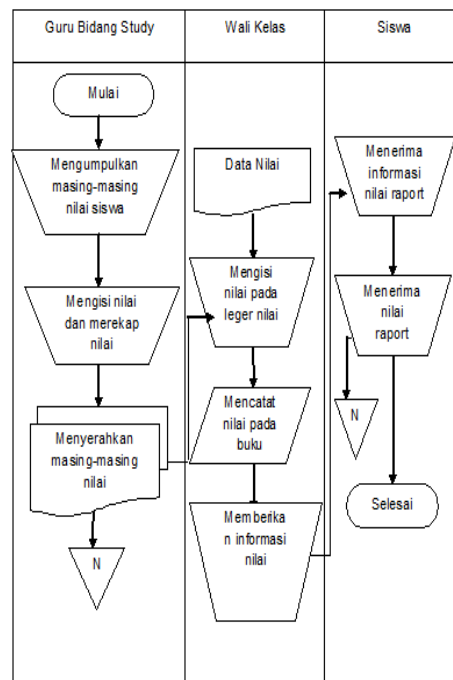 Guru Bidang Study
Wali Kelas
Siswa
Mulai
Mengumpulkan
masing-masing
nilai siswa
Mengisi nilai
dan merekap
nilai
Menyerahkan
masing-masing
nilai
N
Data Nilai
Mengisi
nilai pada
leger nilai
Mencatat
nilai pada
buku
Memberika
n informasi
nilai
Menerima
informasi
nilai raport
Menerima
nilai
raport
N
Selesai